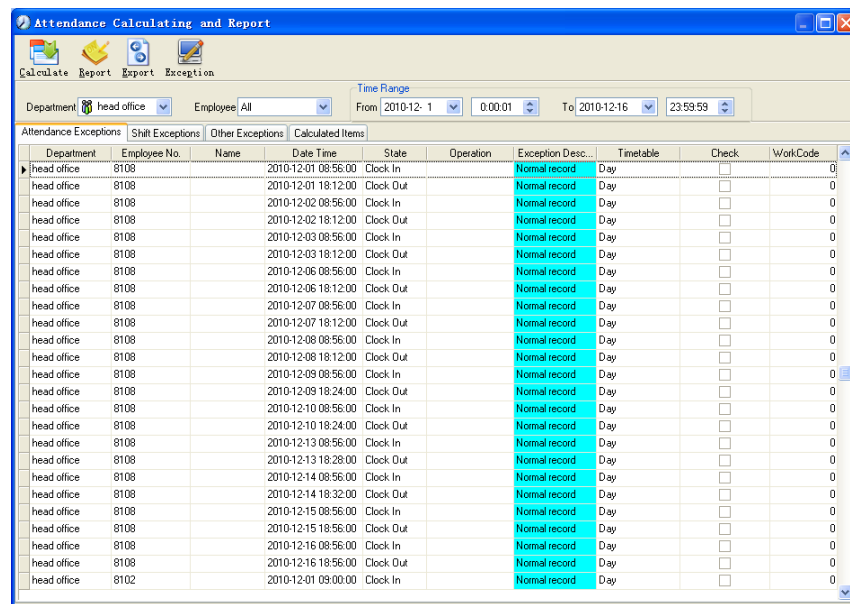 Attendance Calculating and Report
Calculate Report Export Exception
Time Range
Department head office Employee All From 2010-12- 1 0:00:01 To 2010-12-16 23:59:59
Attendance Exceptions Shift Exceptions Other Exceptions Calculated Items
Department Employee No. Name Date Time State Operation Exception Desc... Timetable Check WorkCode
head office 8108 2010-12-01 08:56:00 Clock In Normal record Day 0
head office 8108 2010-12-01 18:12:00 Clock Out Normal record Day 0
head office 8108 2010-12-02 08:56:00 Clock In Normal record Day 0
head office 8108 2010-12-02 18:12:00 Clock Out Normal record Day 0
head office 8108 2010-12-03 08:56:00 Clock In Normal record Day 0
head office 8108 2010-12-03 18:12:00 Clock Out Normal record Day 0
head office 8108 2010-12-06 08:56:00 Clock In Normal record Day 0
head office 8108 2010-12-06 18:12:00 Clock Out Normal record Day 0
head office 8108 2010-12-07 08:56:00 Clock In Normal record Day 0
head office 8108 2010-12-07 18:12:00 Clock Out Normal record Day 0
head office 8108 2010-12-08 08:56:00 Clock In Normal record Day 0
head office 8108 2010-12-08 18:12:00 Clock Out Normal record Day 0
head office 8108 2010-12-09 08:56:00 Clock In Normal record Day 0
head office 8108 2010-12-09 18:24:00 Clock Out Normal record Day 0
head office 8108 2010-12-10 08:56:00 Clock In Normal record Day 0
head office 8108 2010-12-10 18:24:00 Clock Out Normal record Day 0
head office 8108 2010-12-13 08:56:00 Clock In Normal record Day 0
head office 8108 2010-12-13 18:28:00 Clock Out Normal record Day 0
head office 8108 2010-12-14 08:56:00 Clock In Normal record Day 0
head office 8108 2010-12-14 18:32:00 Clock Out Normal record Day 0
head office 8108 2010-12-15 08:56:00 Clock In Normal record Day 0
head office 8108 2010-12-15 18:56:00 Clock Out Normal record Day 0
head office 8108 2010-12-16 08:56:00 Clock In Normal record Day 0
head office 8108 2010-12-16 18:56:00 Clock Out Normal record Day 0
head office 8102 2010-12-01 09:00:00 Clock In Normal record Day 0